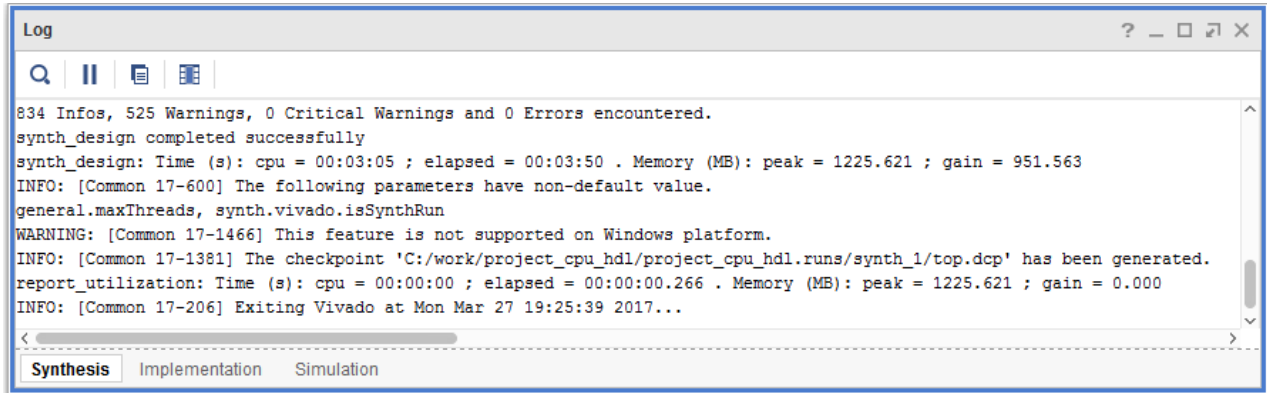 Log
834 Infos, 525 Warnings, 0 Critical Warnings and 0 Errors encountered.
synth_design completed successfully
synth_design: Time (s): cpu = 00:03:05 ; elapsed = 00:03:50 . Memory (MB): peak = 1225.621 ; gain = 951.563
INFO: [Common 17-600] The following parameters have non-default value.
general.maxThreads, synth.vivado.isSynthRun
WARNING: [Common 17-1466] This feature is not supported on Windows platform.
INFO: [Common 17-1381] The checkpoint 'C:/work/project_cpu_hdl/project_cpu_hdl.runs/synth_1/top.dcp' has been generated.
report_utilization: Time (s): cpu = 00:00:00 ; elapsed = 00:00:00.266 . Memory (MB): peak = 1225.621 ; gain = 0.000
INFO: [Common 17-206] Exiting Vivado at Mon Mar 27 19:25:39 2017...
Synthesis Implementation Simulation